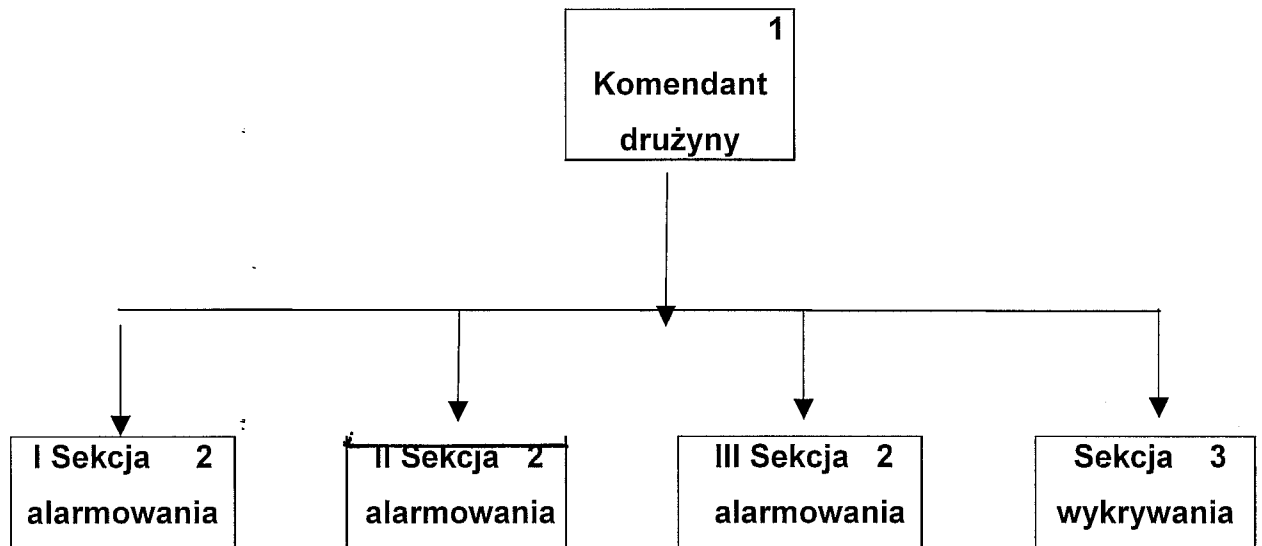 1
Komendant
drużyny
I Sekcja 2
alarmowania
II Sekcja 2
alarmowania
III Sekcja 2
alarmowania
Sekcja 3
wykrywania